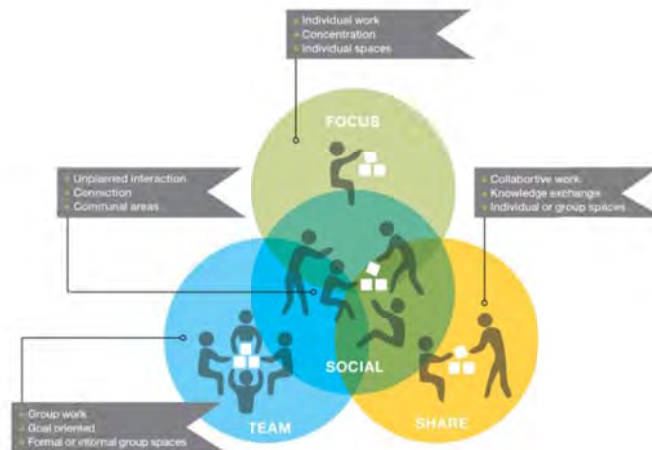 Individual work
Concentration
Individual spaces
FOCUS
Unplanned interaction
Conniction
Communal areas
Collabortive work
Knowledge exchange
Individual or group spaces
SOCIAL
Group work
Goal oriented
Formal or informal group spaces
TEAM
SHARE